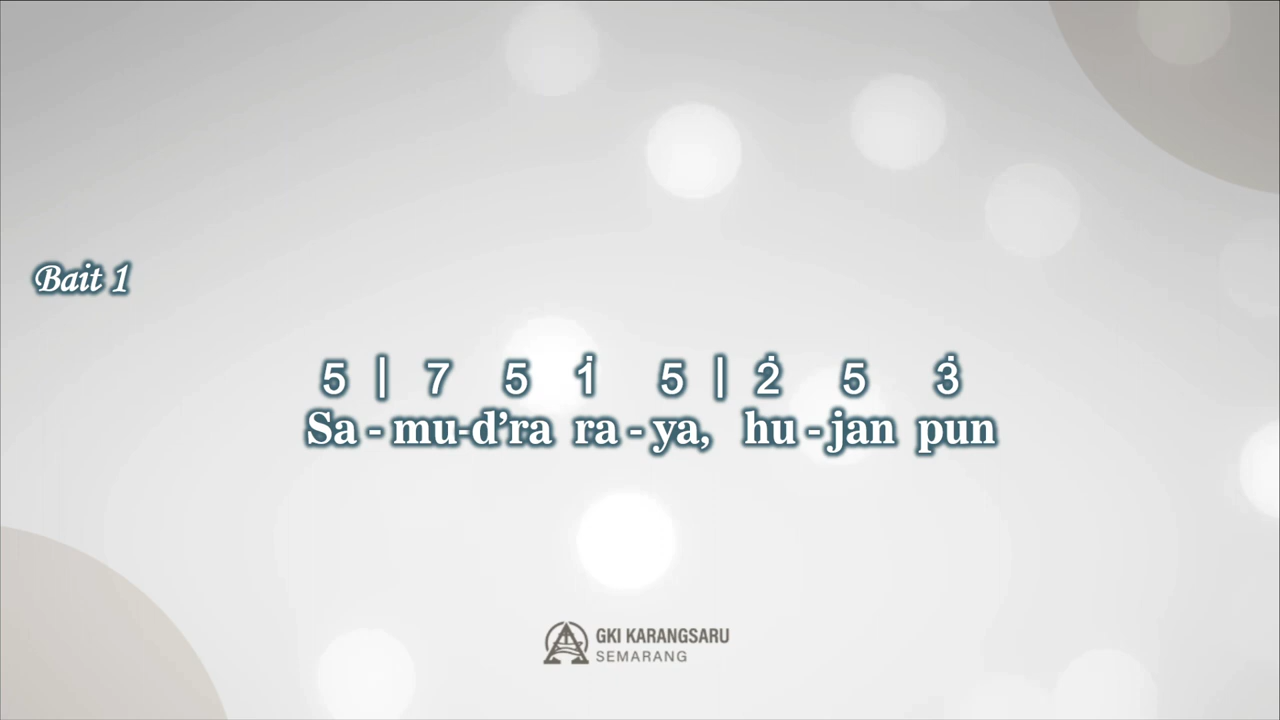 Bait 1
5 | 7 5 1̇ 5 | 2̇ 5 3̇
Sa - mu-d’ra ra - ya, hu - jan pun
GKI KARANGSARU
SEMARANG